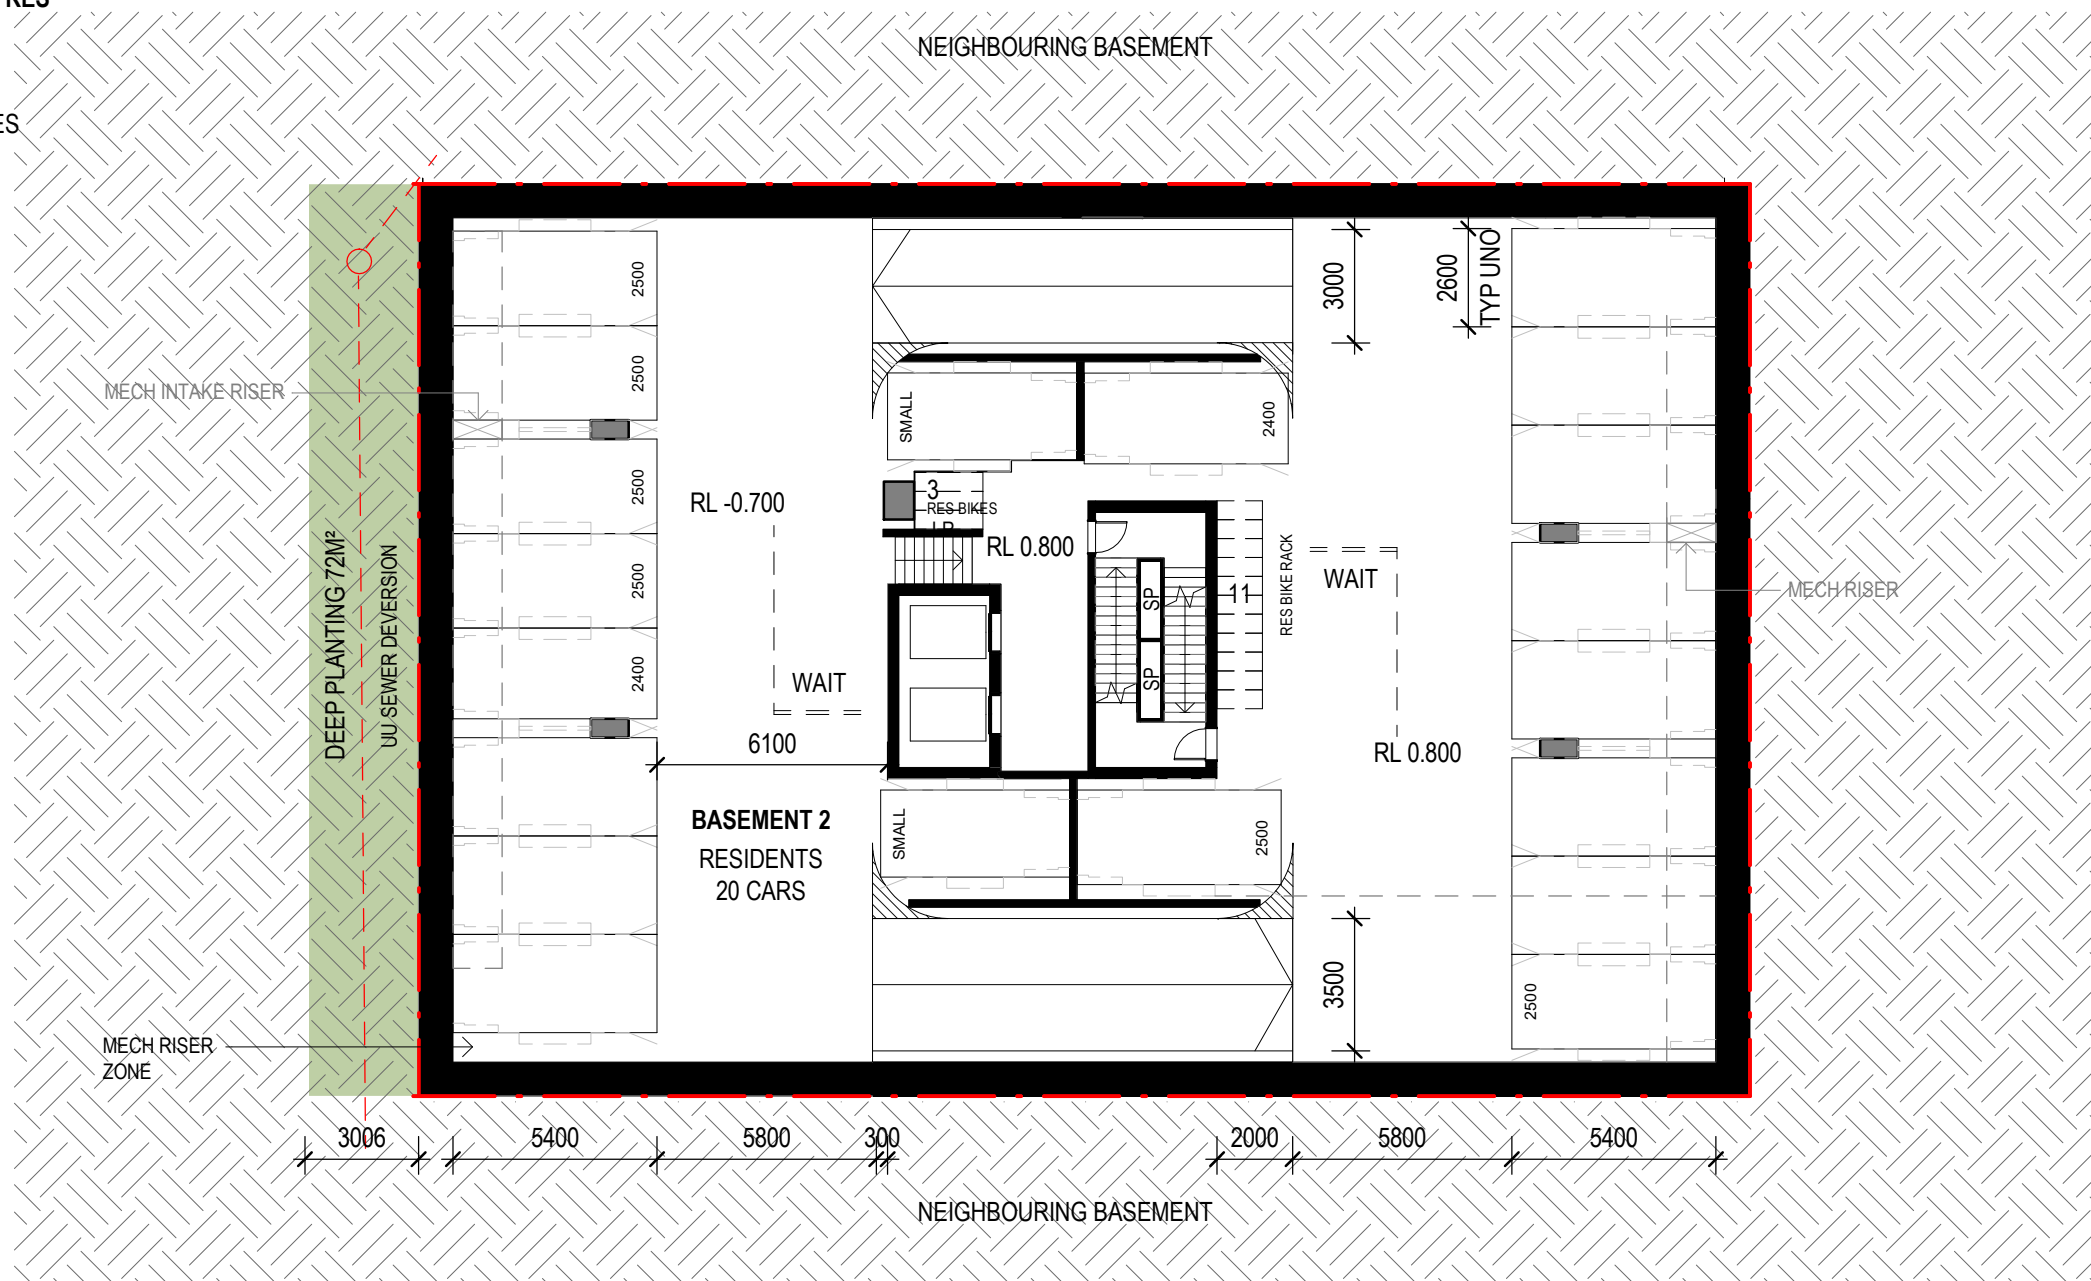 RES
ES
NEIGHBOURING BASEMENT
2500
2500
3000
2600
TYP UNO
MECH INTAKE RISER
SMALL
2400
2500
3
RES BIKES
RL -0.700
RL 0.800
DEEP PLANTING 72M²
UU SEWER DEVERSION
2500
SP
SP
11
RES BIKE RACK
WAIT
MECH RISER
2400
WAIT
6100
RL 0.800
BASEMENT 2
RESIDENTS
20 CARS
SMALL
2500
3500
2500
MECH RISER
ZONE
3006
5400
5800
300
2000
5800
5400
NEIGHBOURING BASEMENT